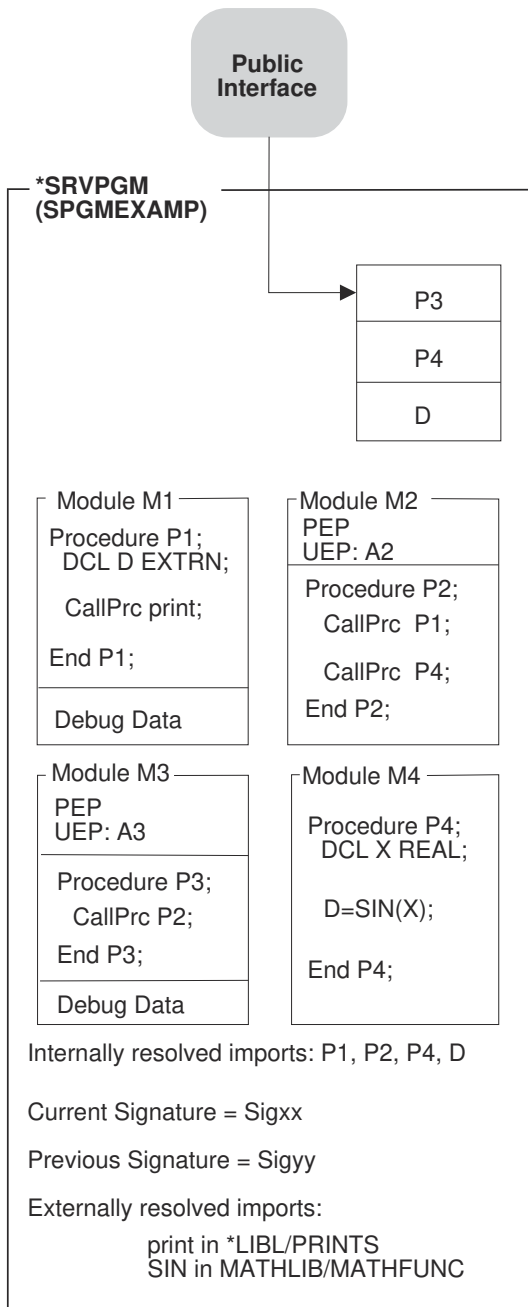 Public
Interface
*SRVPGM
(SPGMEXAMP)
P3
P4
D
Module M1
Procedure P1;
DCL D EXTRN;
CallPrc print;
End P1;
Debug Data
Module M2
PEP
UEP: A2
Procedure P2;
CallPrc P1;
CallPrc P4;
End P2;
Module M3
PEP
UEP: A3
Procedure P3;
CallPrc P2;
End P3;
Debug Data
Module M4
Procedure P4;
DCL X REAL;
D=SIN(X);
End P4;
Internally resolved imports: P1, P2, P4, D
Current Signature = Sigxx
Previous Signature = Sigyy
Externally resolved imports:
print in *LIBL/PRINTS
SIN in MATHLIB/MATHFUNC